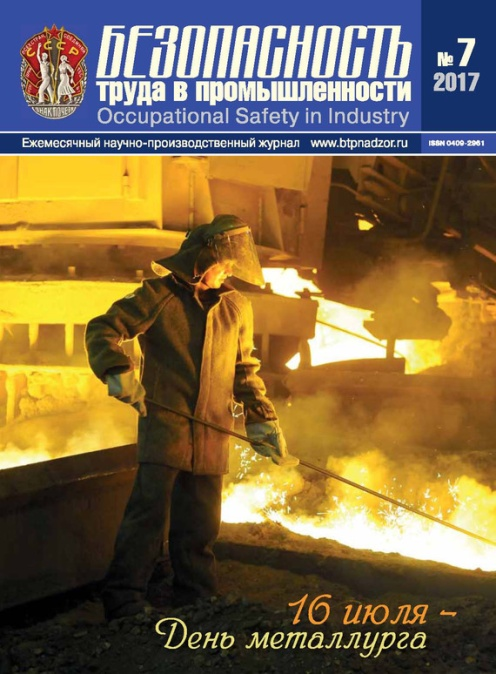 СССР
БЕЗОПАСНОСТЬ
труда в промышленности
Occupational Safety in Industry
№ 7
2017
Ежемесячный научно-производственный журнал www.btpnadzor.ru
ISSN 0409-2961
16 июля –
День металлурга